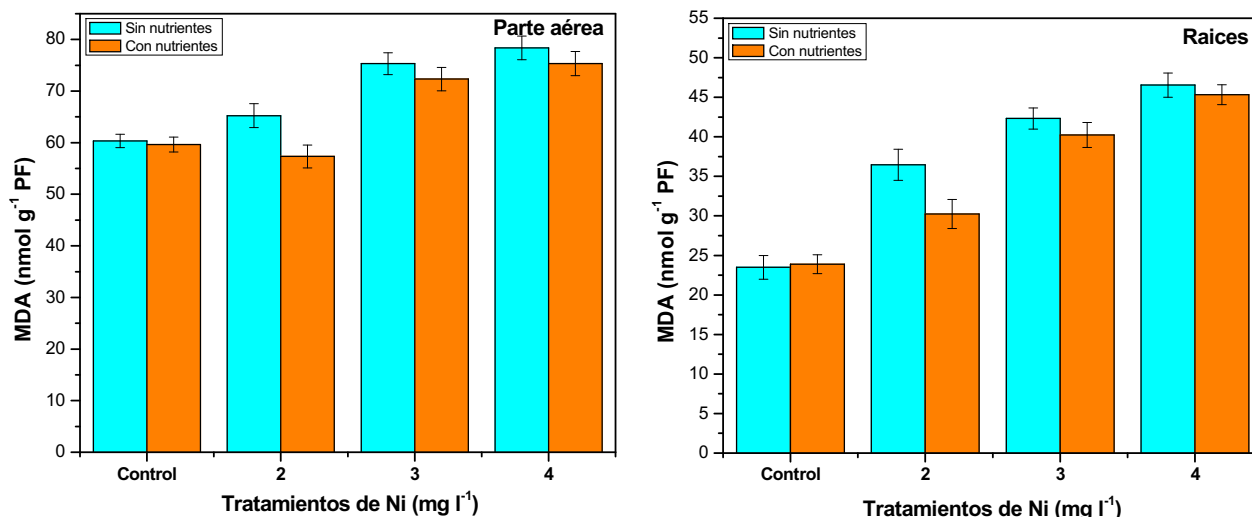 Parte aérea
Sin nutrientes
Con nutrientes
MDA (nmol g⁻¹ PF)
80
70
60
50
40
30
20
10
0
Control 2 3 4
Tratamientos de Ni (mg l⁻¹)
Raices
Sin nutrientes
Con nutrientes
MDA (nmol g⁻¹ PF)
55
50
45
40
35
30
25
20
15
10
5
0
Control 2 3 4
Tratamientos de Ni (mg l⁻¹)